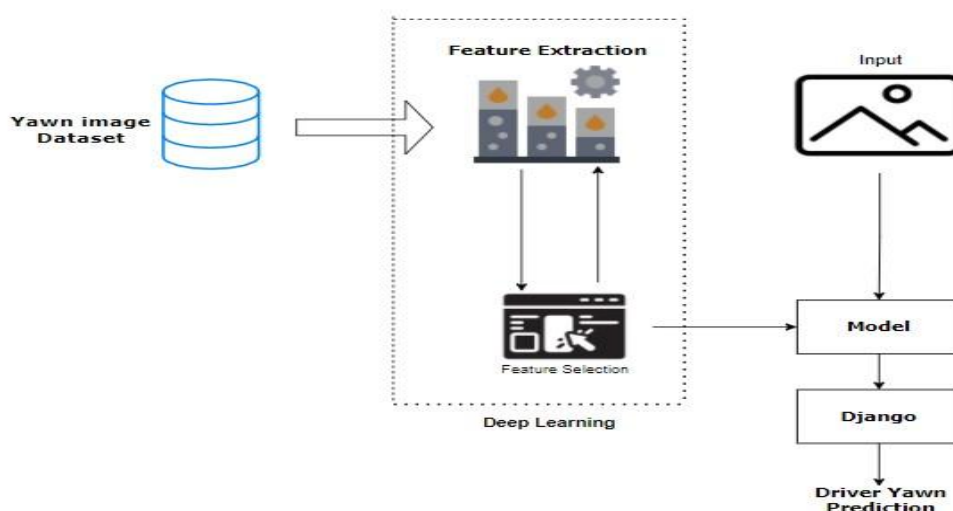 Yawn image
Dataset
Feature Extraction
Feature Selection
Deep Learning
Input
Model
Django
Driver Yawn
Prediction